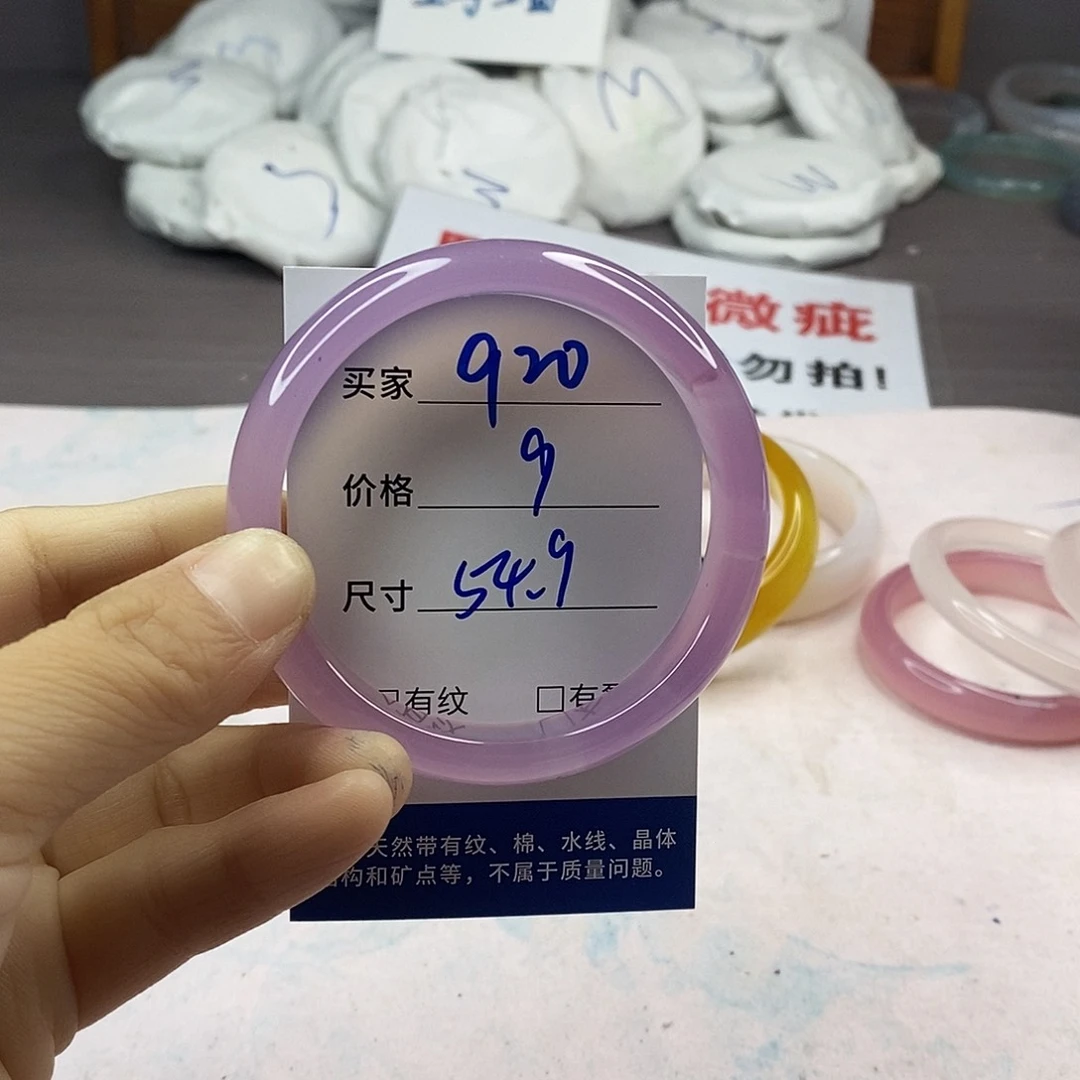 微疵
勿拍!
买家 920
价格 9
尺寸 54.9
有纹
天然带有纹、棉、水线、晶体
构和矿点等，不属于质量问题。